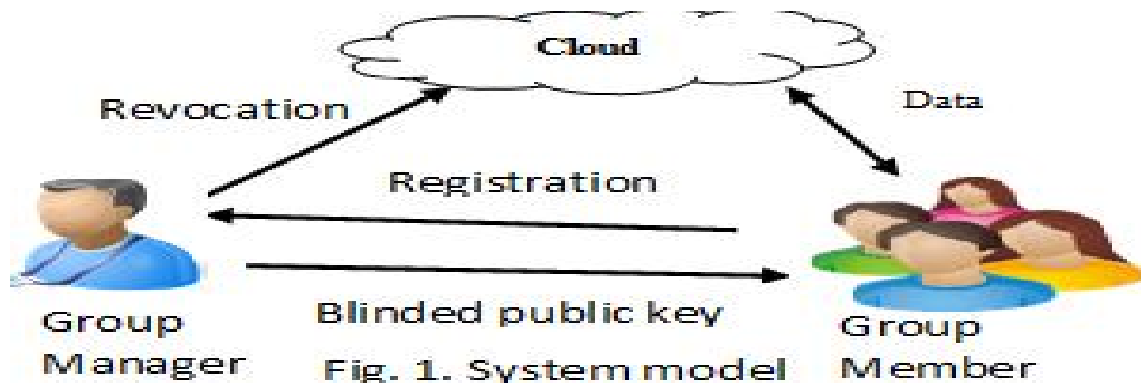 Cloud
Revocation
Data
Registration
Blinded public key
Group
Manager
Group
Member
Fig. 1. System model